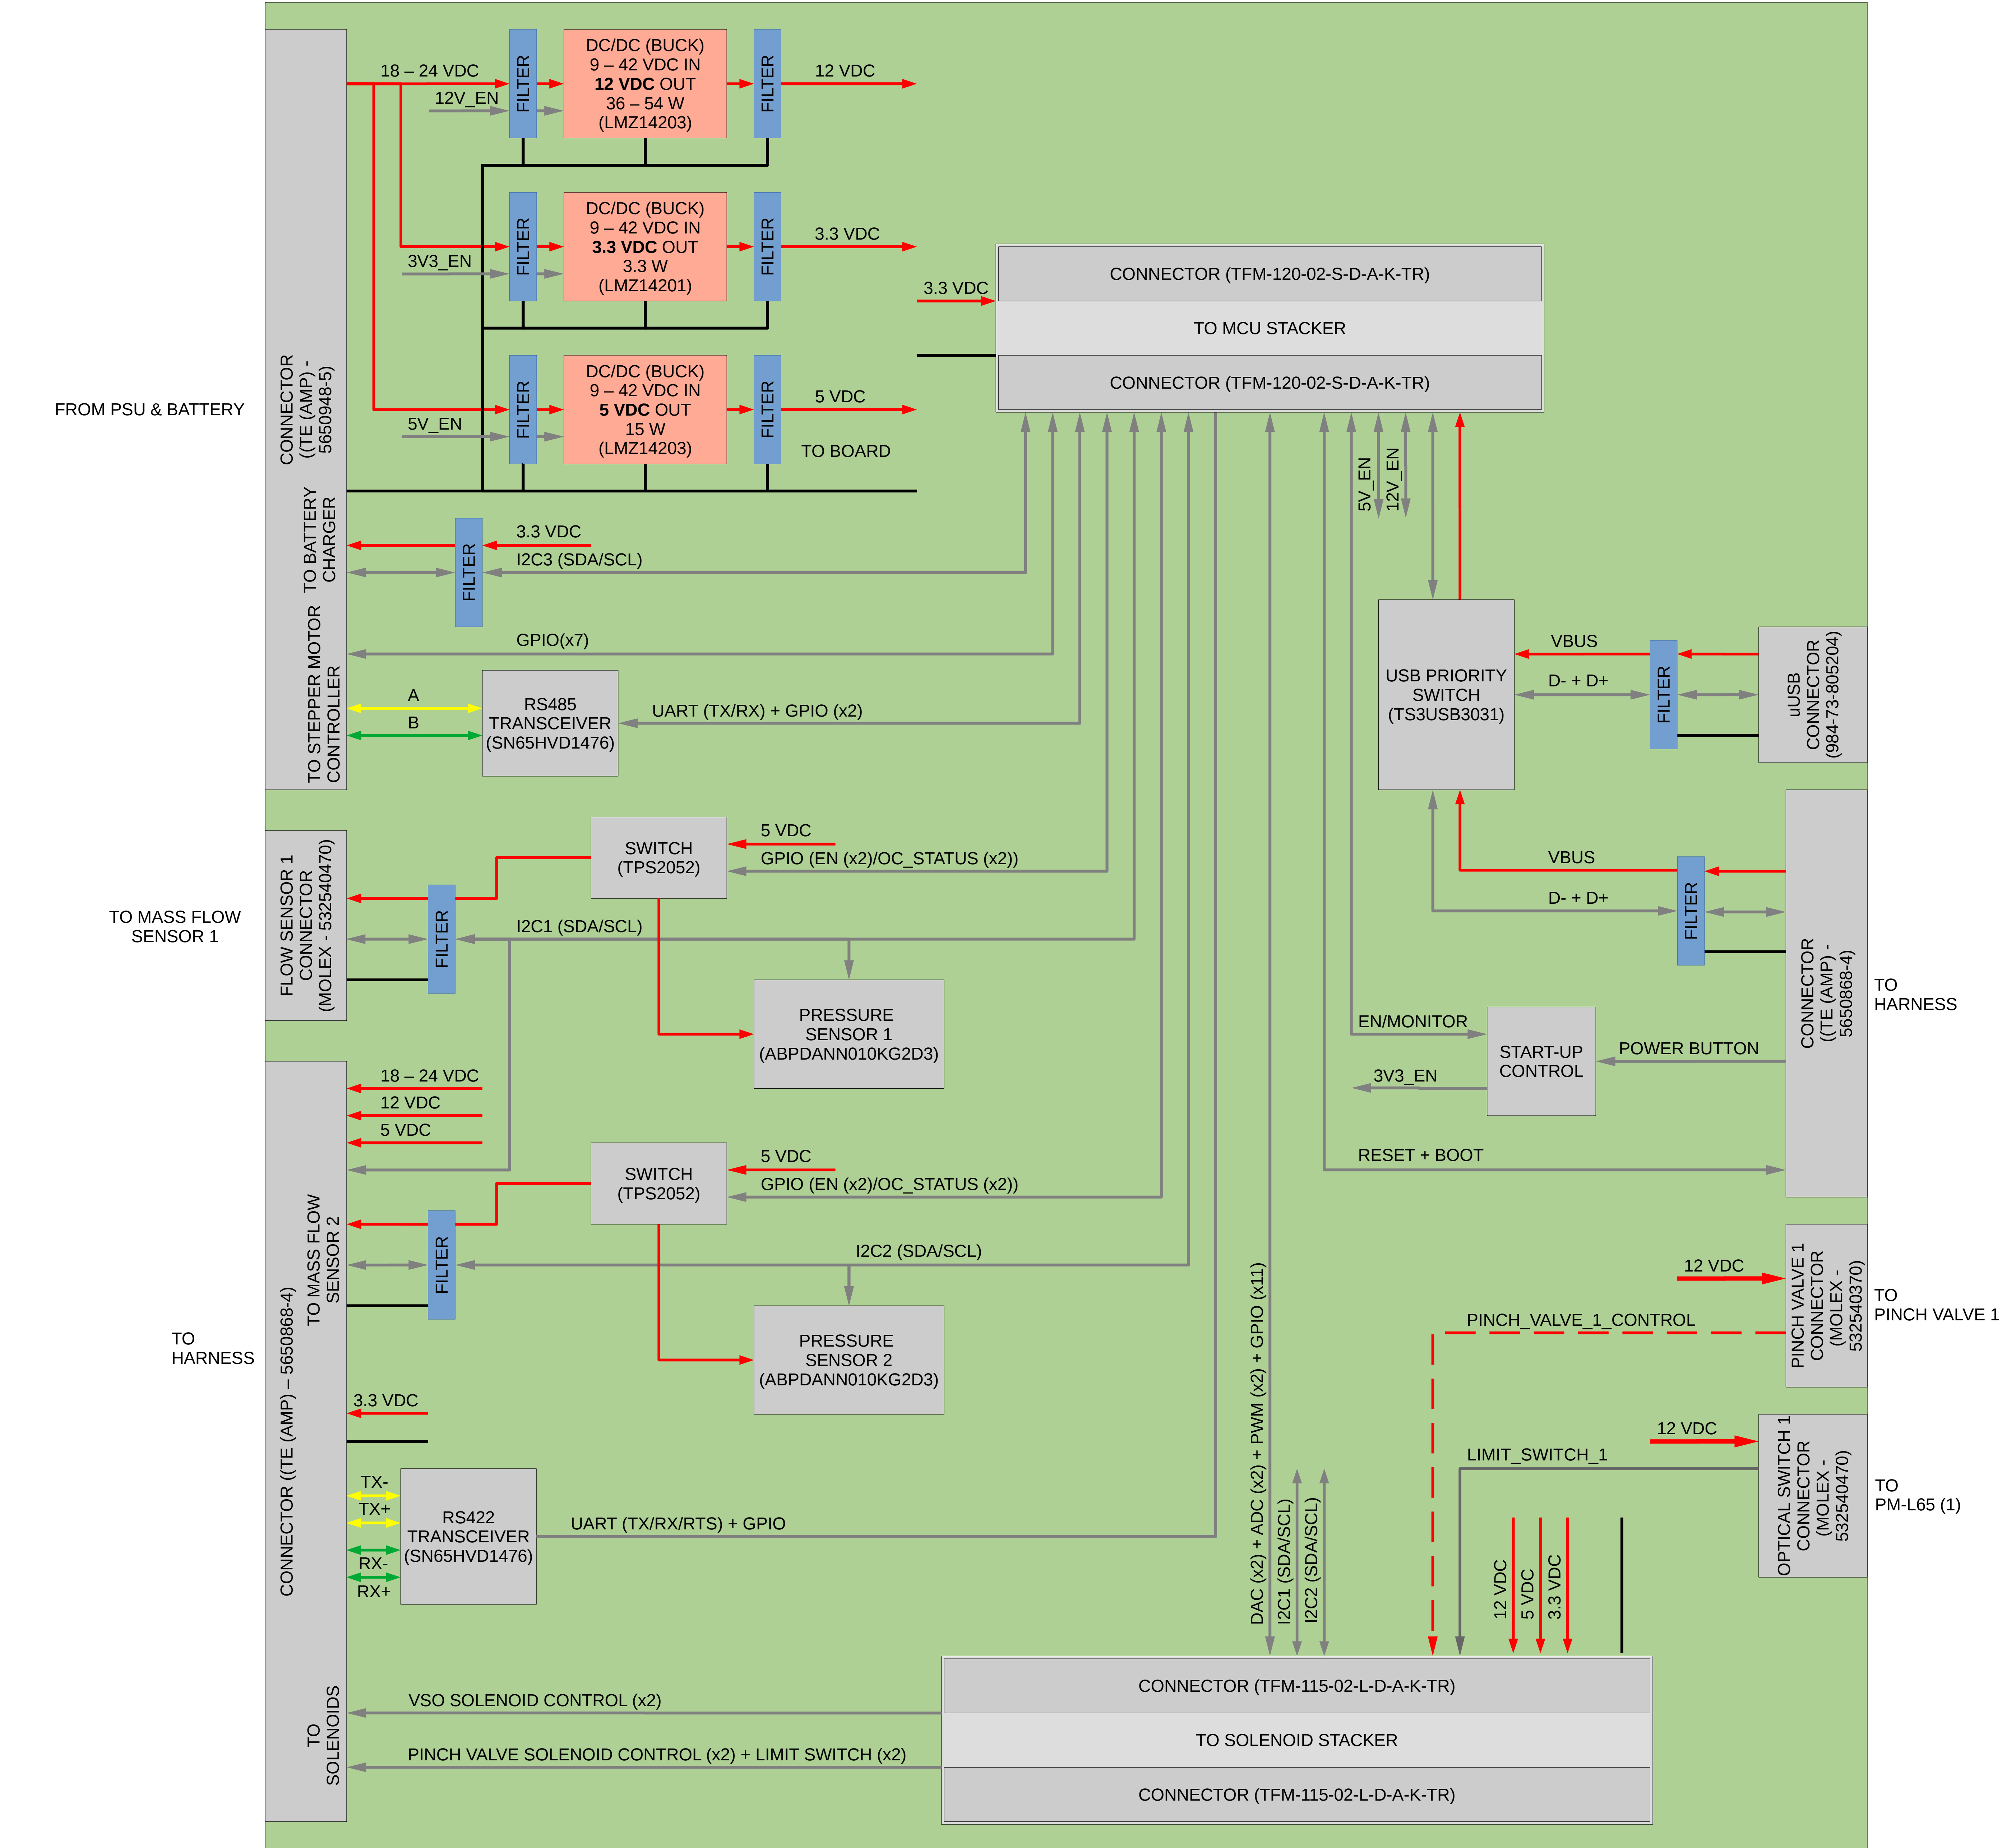 FROM PSU & BATTERY
CONNECTOR
((TE (AMP) -
5650948-5)
18 – 24 VDC
12V_EN
FILTER
DC/DC (BUCK)
9 – 42 VDC IN
12 VDC OUT
36 – 54 W
(LMZ14203)
FILTER
12 VDC
3V3_EN
FILTER
DC/DC (BUCK)
9 – 42 VDC IN
3.3 VDC OUT
3.3 W
(LMZ14201)
FILTER
3.3 VDC
5V_EN
FILTER
DC/DC (BUCK)
9 – 42 VDC IN
5 VDC OUT
15 W
(LMZ14203)
FILTER
5 VDC
TO BOARD
3.3 VDC
CONNECTOR (TFM-120-02-S-D-A-K-TR)
TO MCU STACKER
CONNECTOR (TFM-120-02-S-D-A-K-TR)
5V_EN
12V_EN
TO BATTERY
CHARGER
FILTER
3.3 VDC
I2C3 (SDA/SCL)
TO STEPPER MOTOR
CONTROLLER
GPIO(x7)
A
B
RS485
TRANSCEIVER
(SN65HVD1476)
UART (TX/RX) + GPIO (x2)
USB PRIORITY
SWITCH
(TS3USB3031)
VBUS
D- + D+
FILTER
uUSB
CONNECTOR
(984-73-805204)
TO MASS FLOW
SENSOR 1
FLOW SENSOR 1
CONNECTOR
(MOLEX - 532540470)
FILTER
SWITCH
(TPS2052)
5 VDC
GPIO (EN (x2)/OC_STATUS (x2))
I2C1 (SDA/SCL)
PRESSURE
SENSOR 1
(ABPDANN010KG2D3)
VBUS
D- + D+
FILTER
CONNECTOR
((TE (AMP) -
5650868-4)
TO
HARNESS
EN/MONITOR
START-UP
CONTROL
POWER BUTTON
3V3_EN
RESET + BOOT
TO
HARNESS
CONNECTOR ((TE (AMP) – 5650868-4)
18 – 24 VDC
12 VDC
5 VDC
TO MASS FLOW
SENSOR 2
FILTER
SWITCH
(TPS2052)
5 VDC
GPIO (EN (x2)/OC_STATUS (x2))
I2C2 (SDA/SCL)
PRESSURE
SENSOR 2
(ABPDANN010KG2D3)
3.3 VDC
TX-
TX+
RX-
RX+
RS422
TRANSCEIVER
(SN65HVD1476)
UART (TX/RX/RTS) + GPIO
DAC (x2) + ADC (x2) + PWM (x2) + GPIO (x11)
I2C1 (SDA/SCL)
I2C2 (SDA/SCL)
12 VDC
PINCH_VALVE_1_CONTROL
PINCH VALVE 1
CONNECTOR
(MOLEX -
532540370)
TO
PINCH VALVE 1
12 VDC
LIMIT_SWITCH_1
OPTICAL SWITCH 1
CONNECTOR
(MOLEX -
532540470)
TO
PM-L65 (1)
12 VDC
5 VDC
3.3 VDC
TO
SOLENOIDS
VSO SOLENOID CONTROL (x2)
PINCH VALVE SOLENOID CONTROL (x2) + LIMIT SWITCH (x2)
CONNECTOR (TFM-115-02-L-D-A-K-TR)
TO SOLENOID STACKER
CONNECTOR (TFM-115-02-L-D-A-K-TR)